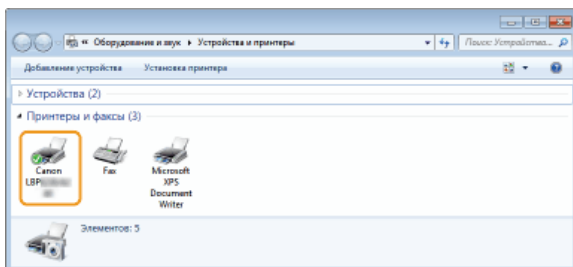 « Оборудование и звук ▸ Устройства и принтеры
Поиск: Устройства...
Добавление устройства Установка принтера
Устройства (2)
Принтеры и факсы (3)
Canon
LBP
Fax
Microsoft
XPS
Document
Writer
Элементов: 5